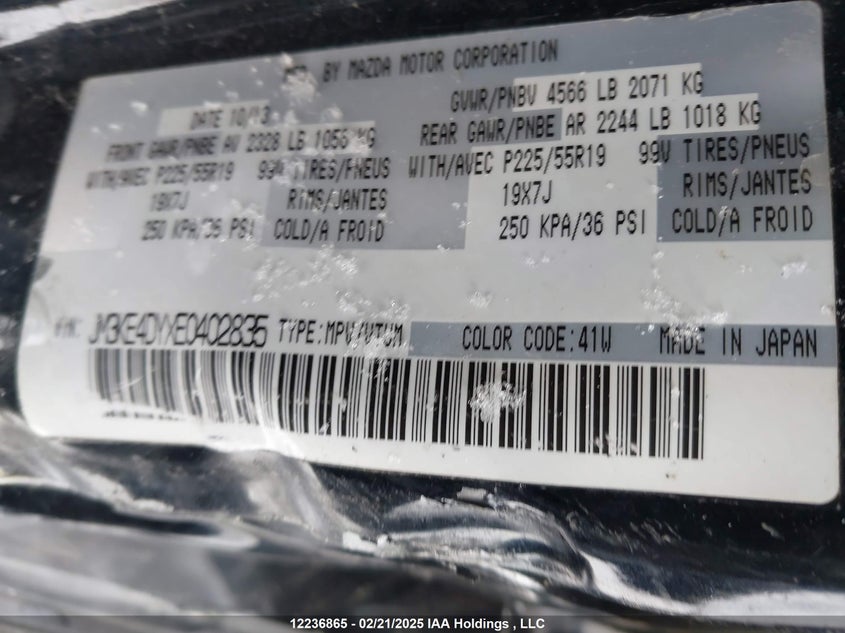 MFD. BY MAZDA MOTOR CORPORATION
DATE 10/13
GVWR/PNBV 4566 LB 2071 KG
FRONT GAWR/PNBE AV 2328 LB 1056 KG
REAR GAWR/PNBE AR 2244 LB 1018 KG
WITH/AVEC P225/55R19 99V TIRES/PNEUS
WITH/AVEC P225/55R19 99V TIRES/PNEUS
19X7J RIMS/JANTES
19X7J RIMS/JANTES
250 KPA/36 PSI COLD/A FROID
250 KPA/36 PSI COLD/A FROID
VIN: JM3KE4DYXE0402835 TYPE:MPV/VTUM COLOR CODE:41W MADE IN JAPAN
12236865 - 02/21/2025 IAA Holdings , LLC